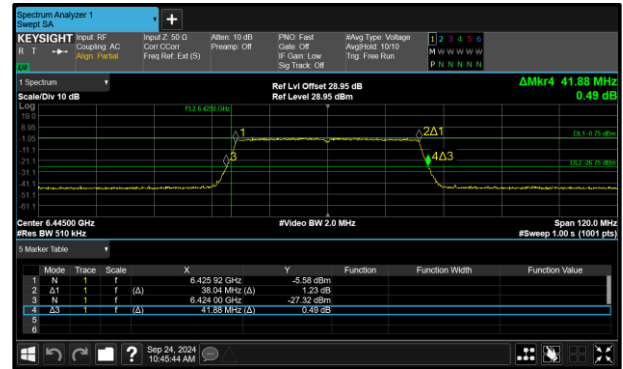 Spectrum Analyzer 1
Swept SA
+
KEYSIGHT Input: RF Input Z: 50 Ω Atten: 10 dB PNO: Fast #Avg Type: Voltage 1 2 3 4 5 6
R T Coupling: AC Corr CCorr Preamp: Off Gate: Off Avg|Hold: 10/10 M W W W W W
Align: Partial Freq Ref: Ext (S) IF Gain: Low Trig: Free Run P N N N N N
Sig Track: Off
1 Spectrum ΔMkr4 41.88 MHz
Ref Lvl Offset 28.95 dB
Scale/Div 10 dB Ref Level 28.95 dBm 0.49 dB
Log
19.0
8.95
-1.05
-11.1
-21.1
-31.1
-41.1
-51.1
-61.1
1 2Δ1 DL1 -0.75 dBm
3 4Δ3 DL2 -26.75 dBm
Center 6.44500 GHz #Video BW 2.0 MHz Span 120.0 MHz
#Res BW 510 kHz #Sweep 1.00 s (1001 pts)
5 Marker Table
Mode Trace Scale X Y Function Function Width Function Value
1 N 1 f 6.425 92 GHz -5.58 dBm
2 Δ1 1 f (Δ) 38.04 MHz (Δ) 1.23 dB
3 N 1 f 6.424 00 GHz -27.32 dBm
4 Δ3 1 f (Δ) 41.88 MHz (Δ) 0.49 dB
5
6
? Sep 24, 2024
10:45:44 AM